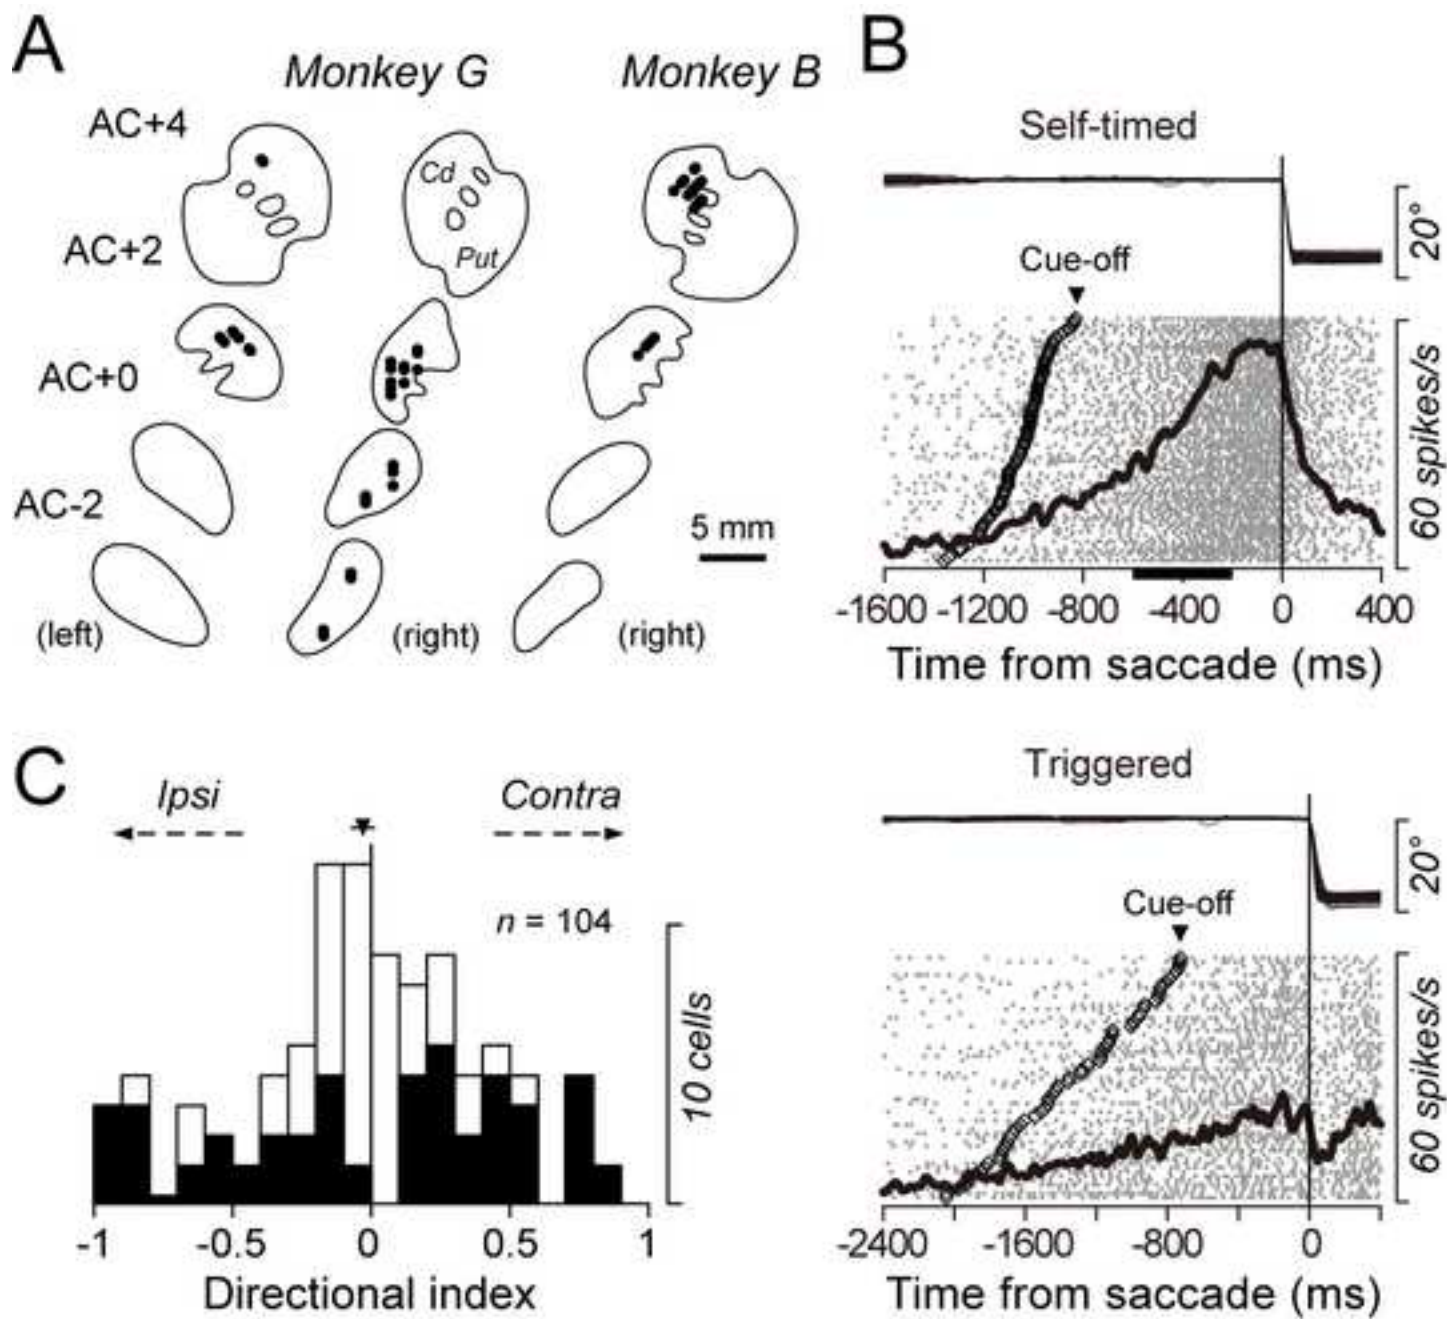 A
Monkey G
Monkey B
AC+4
Cd
AC+2
Put
AC+0
AC-2
5 mm
(left)
(right)
(right)
B
Self-timed
20°
Cue-off
60 spikes/s
-1600 -1200 -800 -400 0 400
Time from saccade (ms)
Triggered
20°
Cue-off
60 spikes/s
-2400 -1600 -800 0
Time from saccade (ms)
C
Ipsi
Contra
n = 104
10 cells
-1 -0.5 0 0.5 1
Directional index